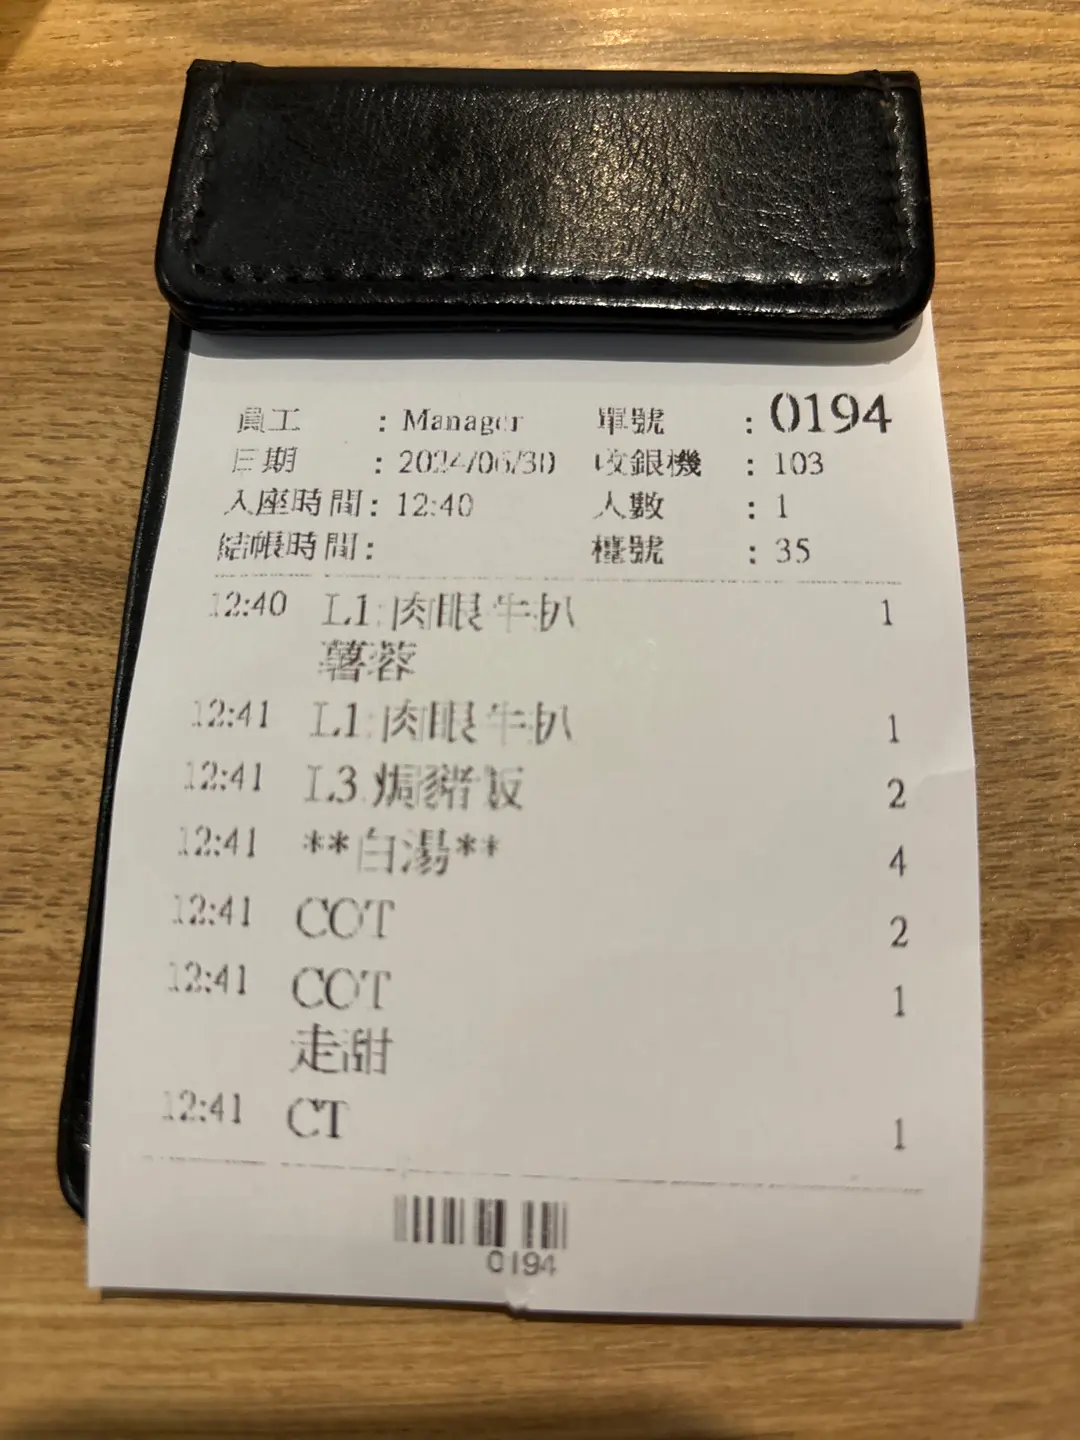 員工 : Manager 單號 : 0194
日期 : 2024/06/30 收銀機 : 103
入座時間 : 12:40 人數 : 1
結帳時間 : 檯號 : 35
12:40 L1.肉眼牛扒 1
薯蓉
12:41 L1.肉眼牛扒 1
12:41 L3.焗豬飯 2
12:41 **白湯** 4
12:41 COT 2
12:41 COT 1
走甜
12:41 CT 1
0194